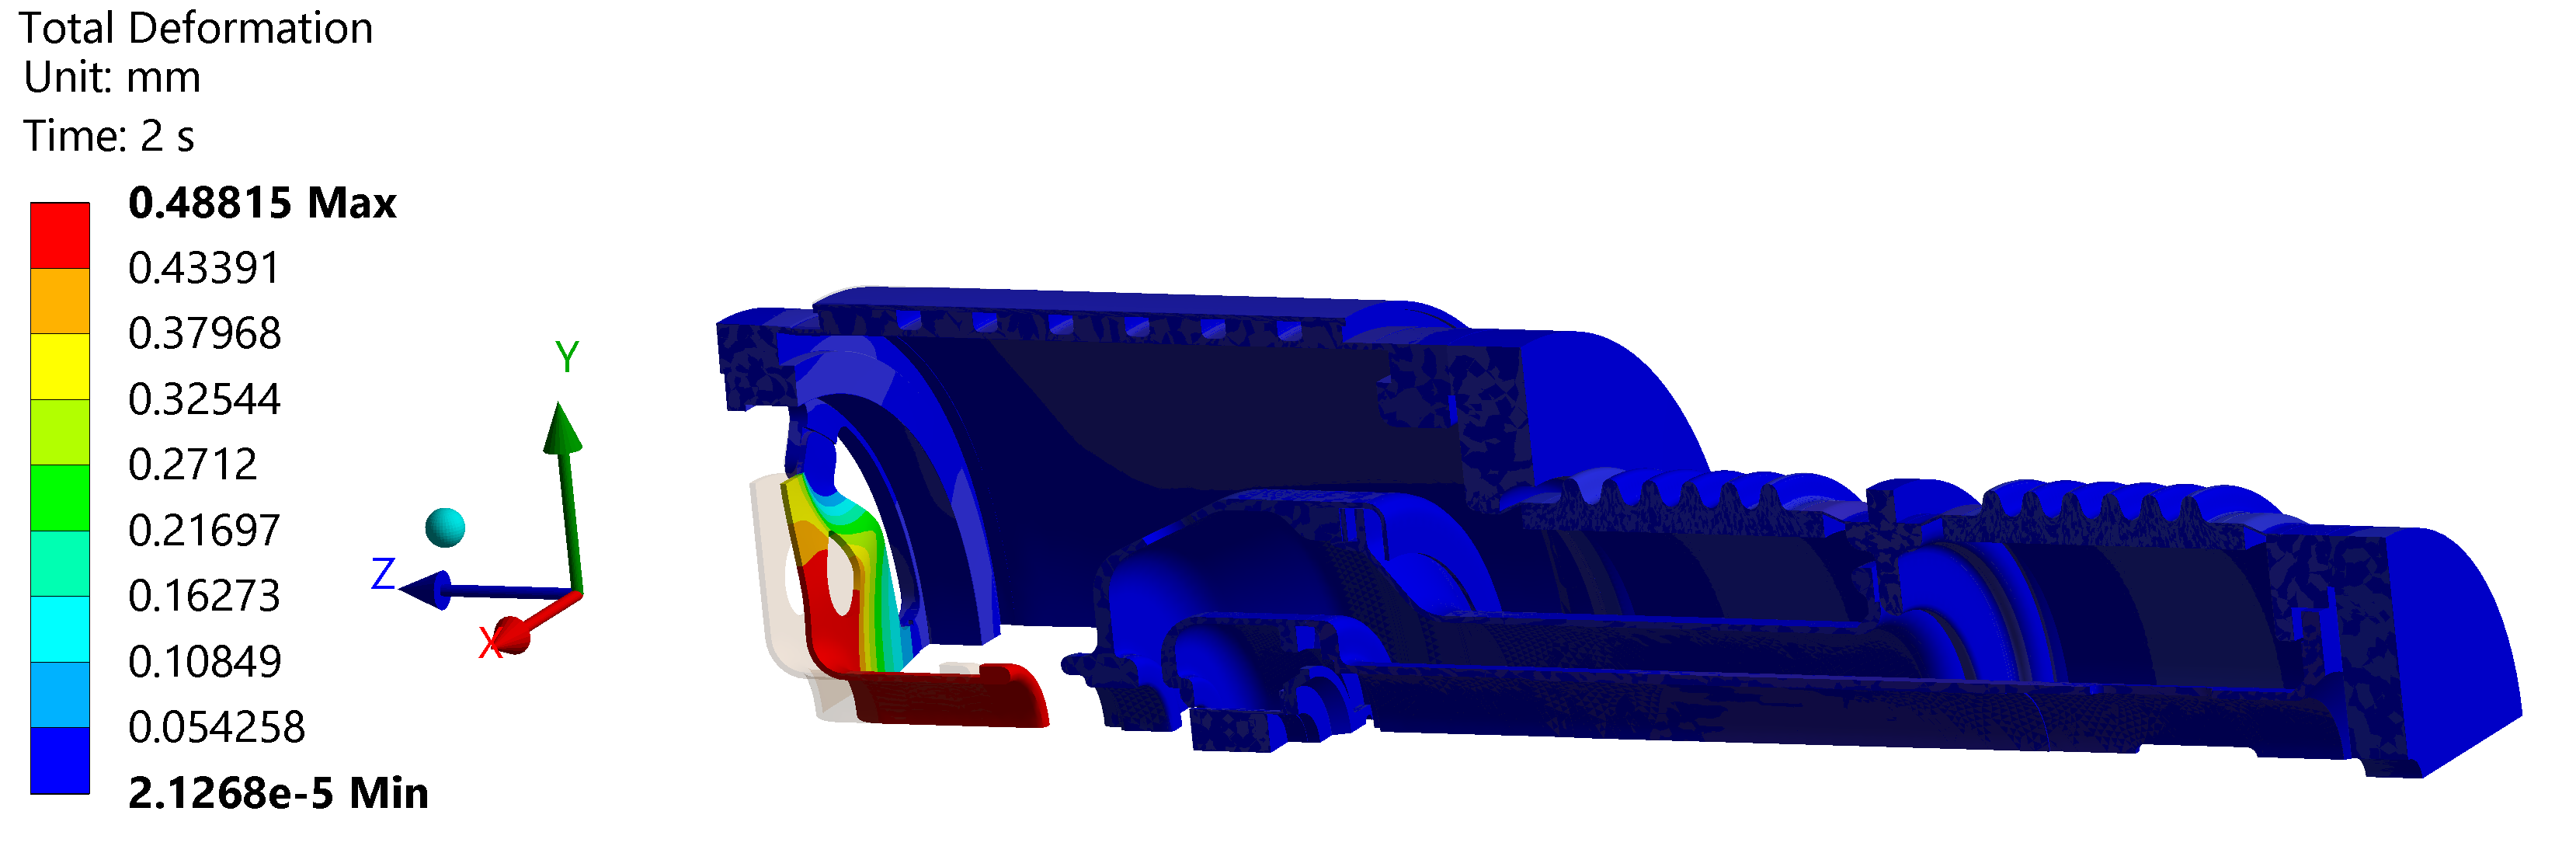 Total Deformation
Unit: mm
Time: 2 s
0.48815 Max
0.43391
0.37968
0.32544
0.2712
0.21697
0.16273
0.10849
0.054258
2.1268e-5 Min
Y
Z
X